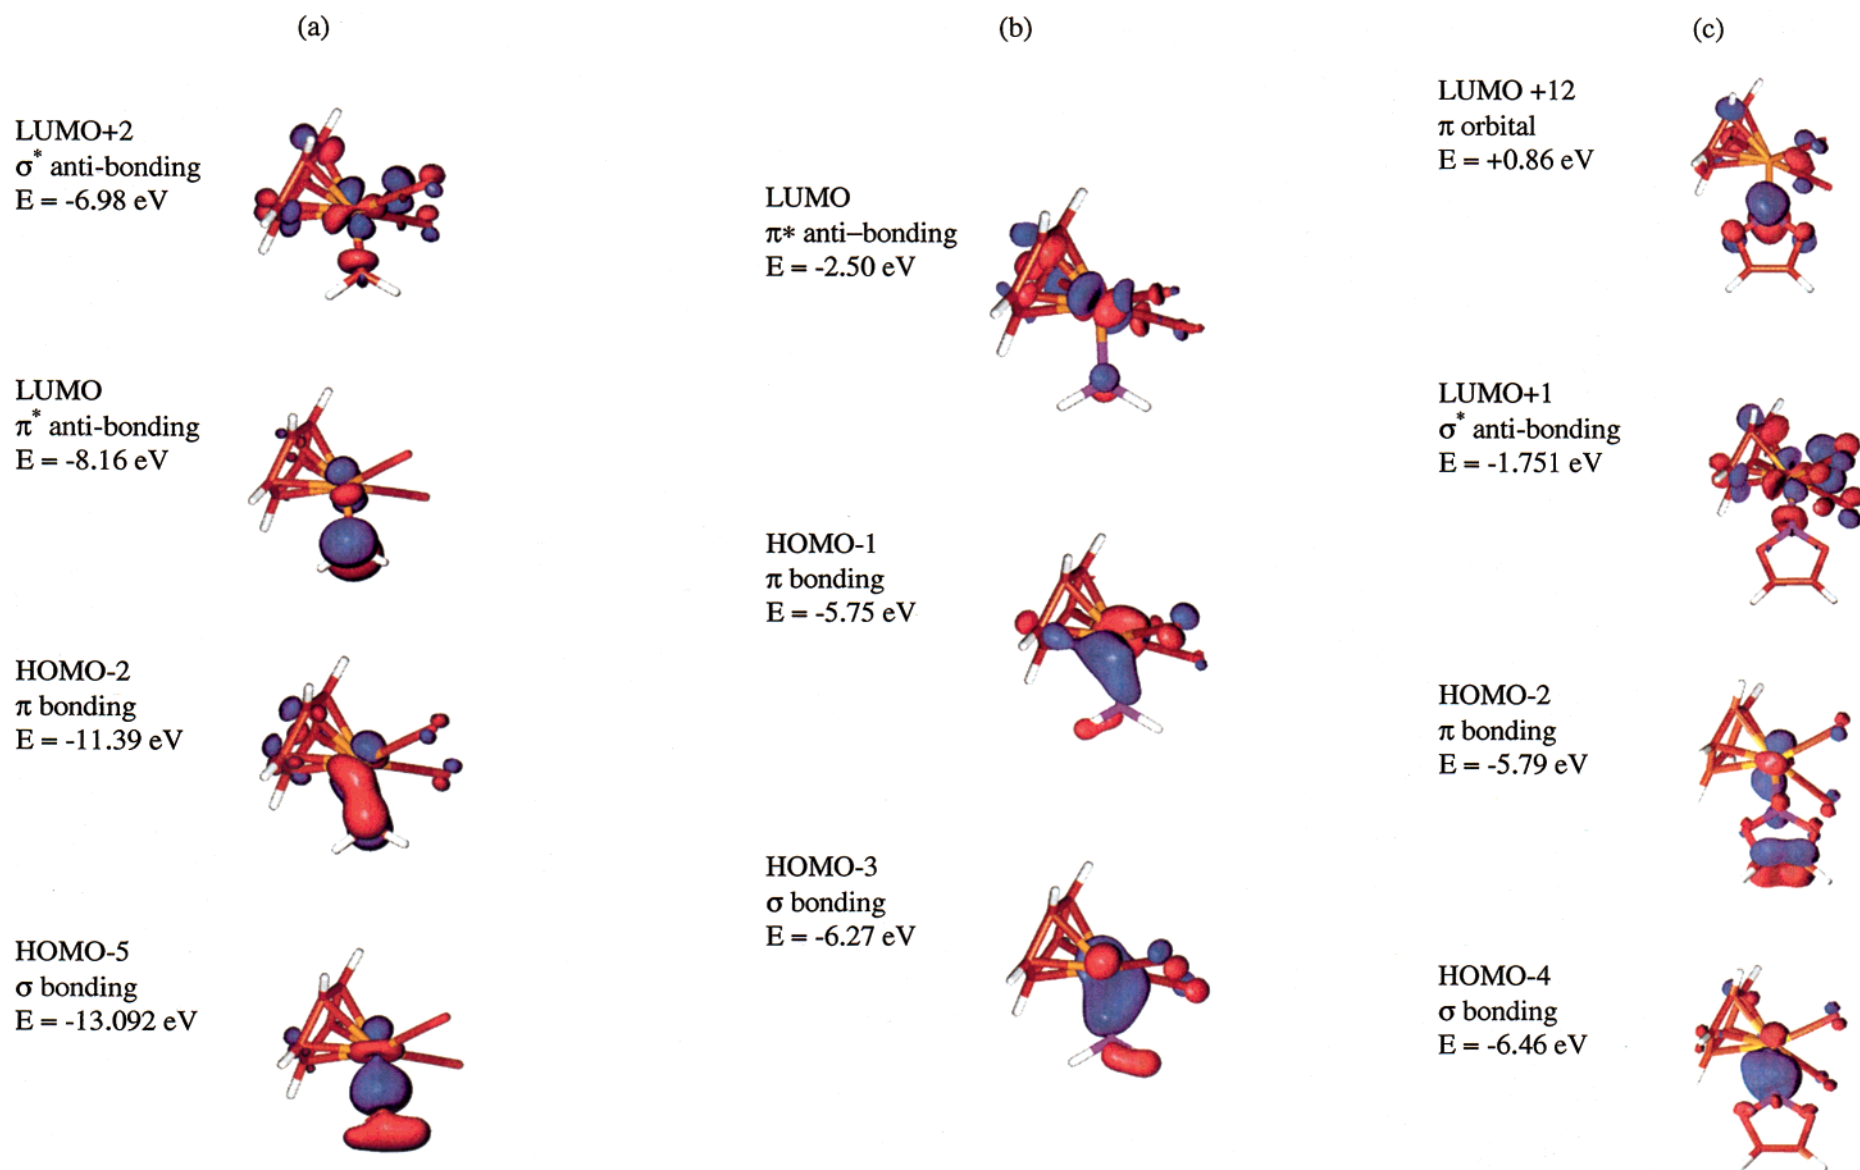 (a)
LUMO+2
σ* anti-bonding
E = -6.98 eV
LUMO
π* anti-bonding
E = -8.16 eV
HOMO-2
π bonding
E = -11.39 eV
HOMO-5
σ bonding
E = -13.092 eV
(b)
LUMO
π* anti-bonding
E = -2.50 eV
HOMO-1
π bonding
E = -5.75 eV
HOMO-3
σ bonding
E = -6.27 eV
(c)
LUMO +12
π orbital
E = +0.86 eV
LUMO+1
σ* anti-bonding
E = -1.751 eV
HOMO-2
π bonding
E = -5.79 eV
HOMO-4
σ bonding
E = -6.46 eV